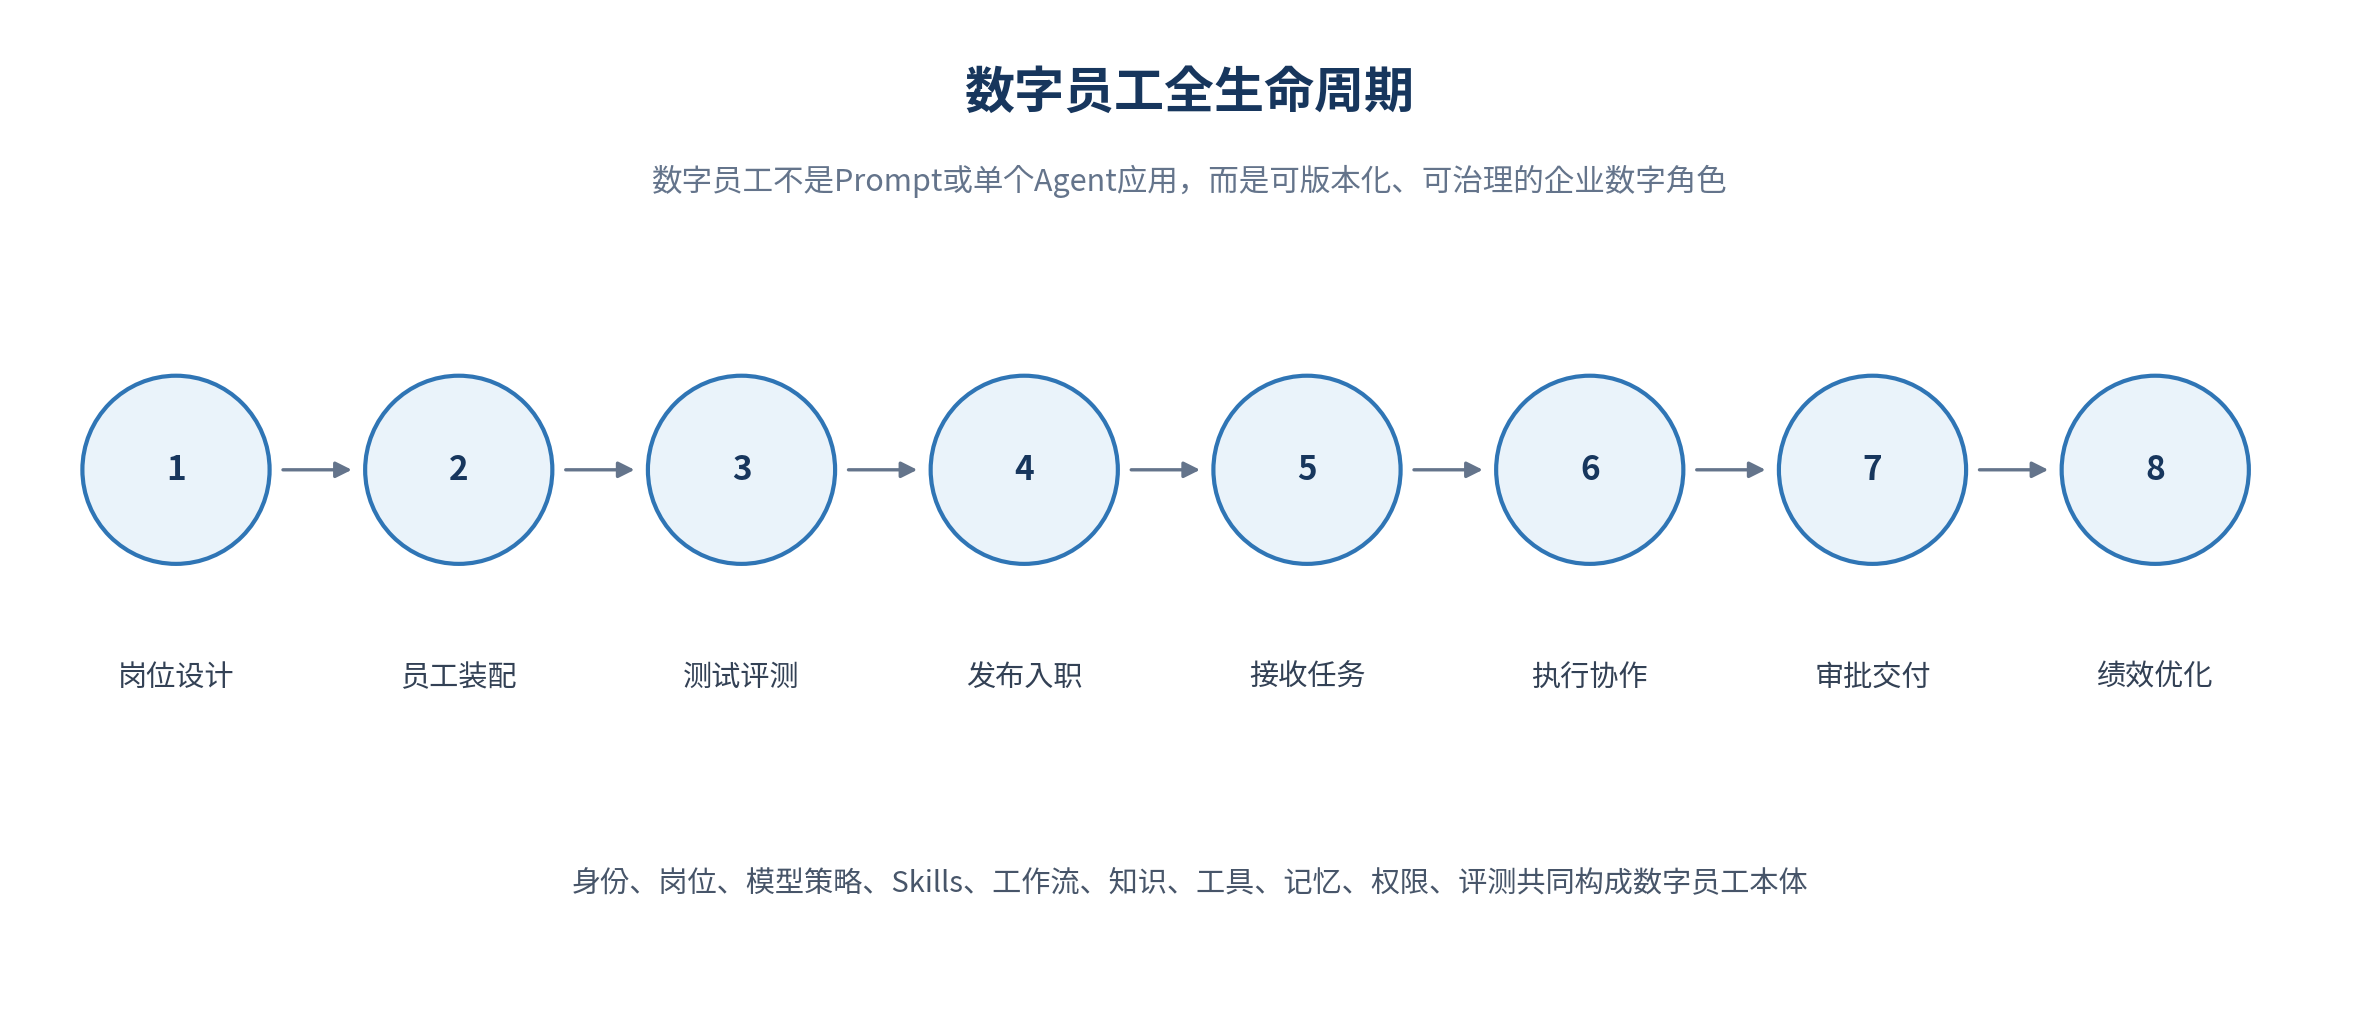 数字员工全生命周期
数字员工不是Prompt或单个Agent应用，而是可版本化、可治理的企业数字角色
1
2
3
4
5
6
7
8
岗位设计
员工装配
测试评测
发布入职
接收任务
执行协作
审批交付
绩效优化
身份、岗位、模型策略、Skills、工作流、知识、工具、记忆、权限、评测共同构成数字员工本体